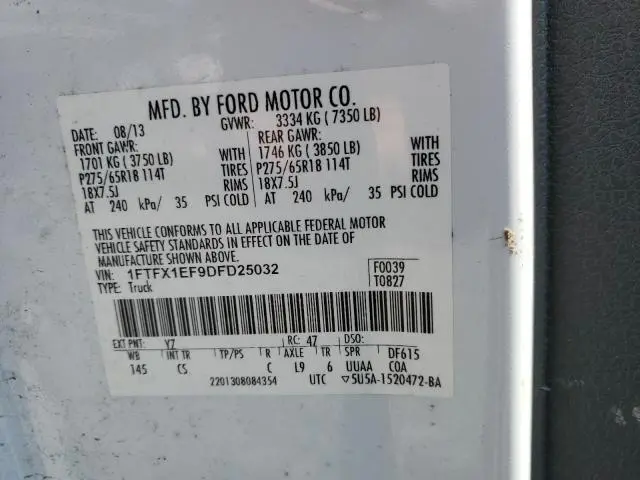 MFD. BY FORD MOTOR CO.
DATE: 08/13 GVWR: 3334 KG ( 7350 LB)
FRONT GAWR: REAR GAWR:
1701 KG ( 3750 LB) WITH 1746 KG ( 3850 LB) WITH
P275/65R18 114T TIRES P275/65R18 114T TIRES
18X7.5J RIMS 18X7.5J RIMS
AT 240 kPa/ 35 PSI COLD AT 240 kPa/ 35 PSI COLD
THIS VEHICLE CONFORMS TO ALL APPLICABLE FEDERAL MOTOR
VEHICLE SAFETY STANDARDS IN EFFECT ON THE DATE OF
MANUFACTURE SHOWN ABOVE.
VIN: 1FTFX1EF9DFD25032 F0039
TYPE: Truck T0827
EXT PNT: YZ RC: 47 DSO:
WB INT TR TP/PS R AXLE TR SPR DF615
145 CS C L9 6 UUAA COA
2201308084354 UTC ▽5U5A-1520472-BA